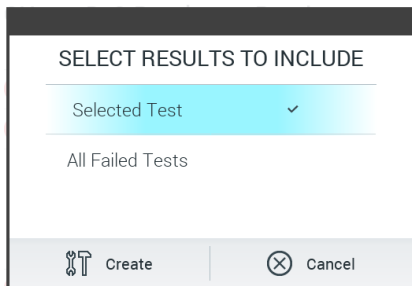 SELECT RESULTS TO INCLUDE
Selected Test
All Failed Tests
Create Cancel